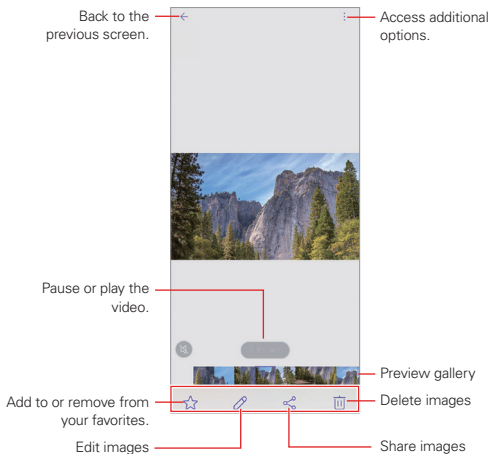 Back to the
previous screen.
Access additional
options.
Pause or play the
video.
Preview gallery
Add to or remove from
your favorites.
Delete images
Edit images
Share images